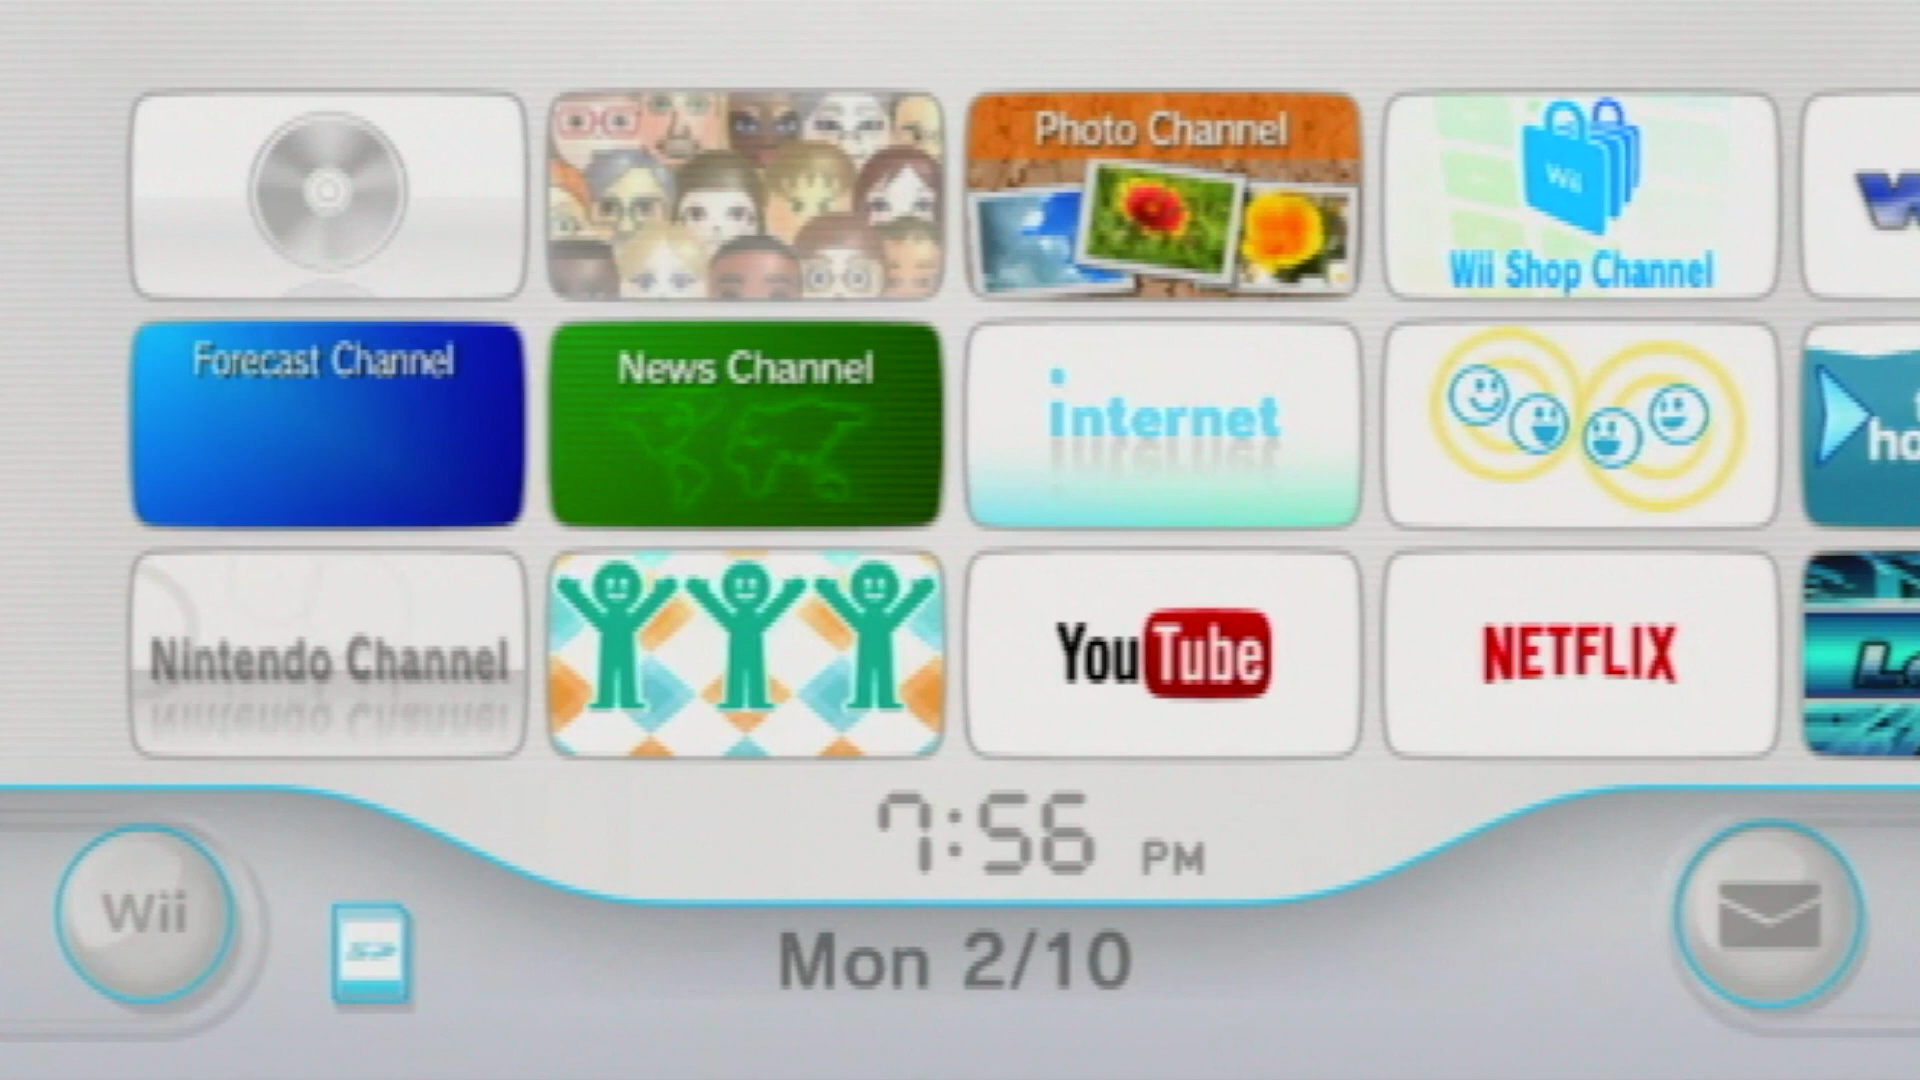 Photo Channel
Wii
Wii Shop Channel
Forecast Channel
News Channel
internet
Nintendo Channel
YouTube
NETFLIX
7:56 PM
Wii
Mon 2/10